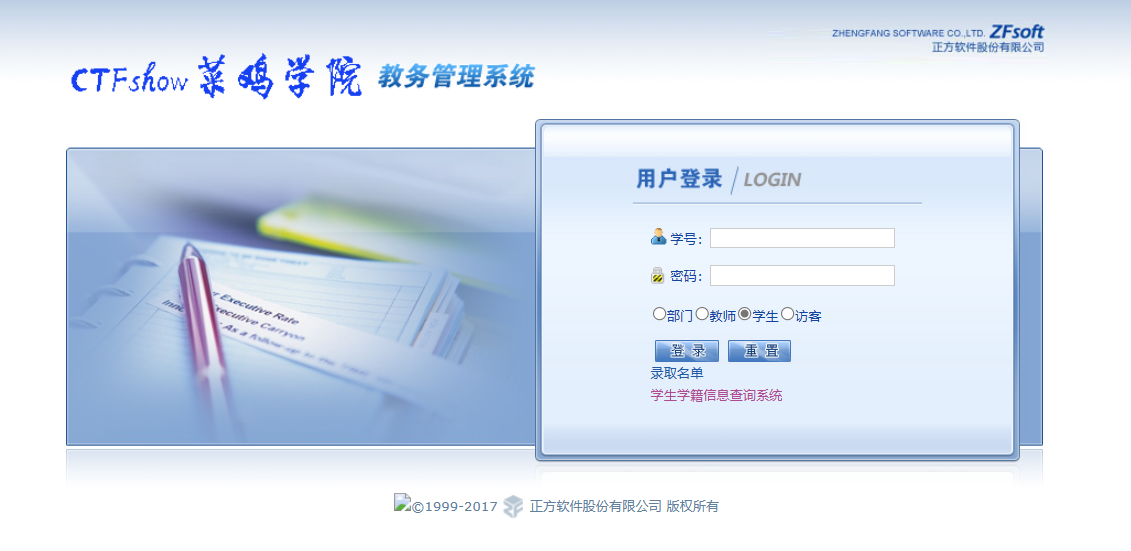 ZHENGFANG SOFTWARE CO.,LTD. ZFsoft
正方软件股份有限公司
CTFshow 菜鸡学院 教务管理系统
用户登录 / LOGIN
学号：
密码：
部门 教师 学生 访客
登 录 重 置
录取名单
学生学籍信息查询系统
Executive Rate
Executive Carryon
As a follow-up to the
©1999-2017 正方软件股份有限公司 版权所有